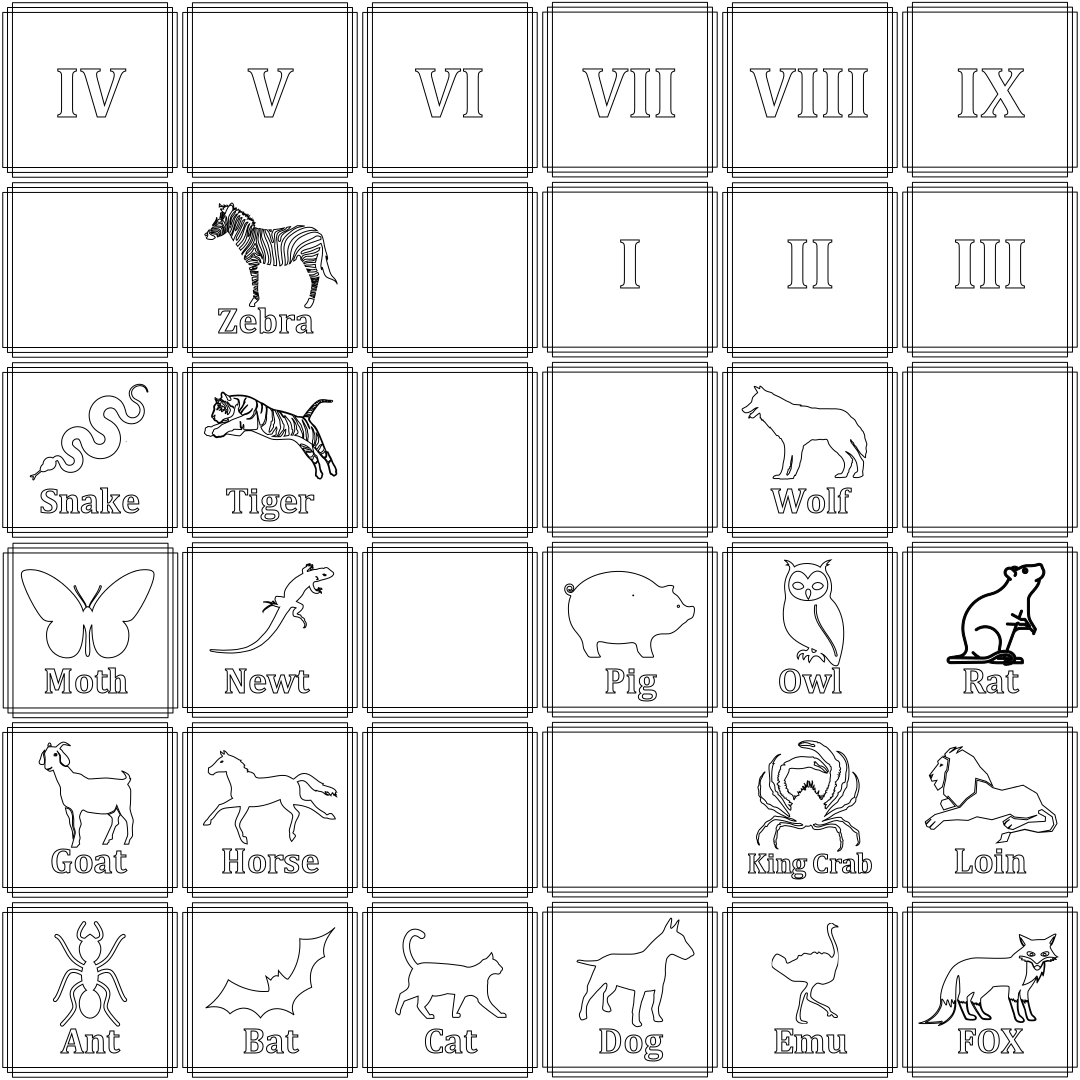 IV V VI VII VIII IX
Zebra I II III
Snake Tiger Wolf
Moth Newt Pig Owl Rat
Goat Horse King Crab Loin
Ant Bat Cat Dog Emu FOX